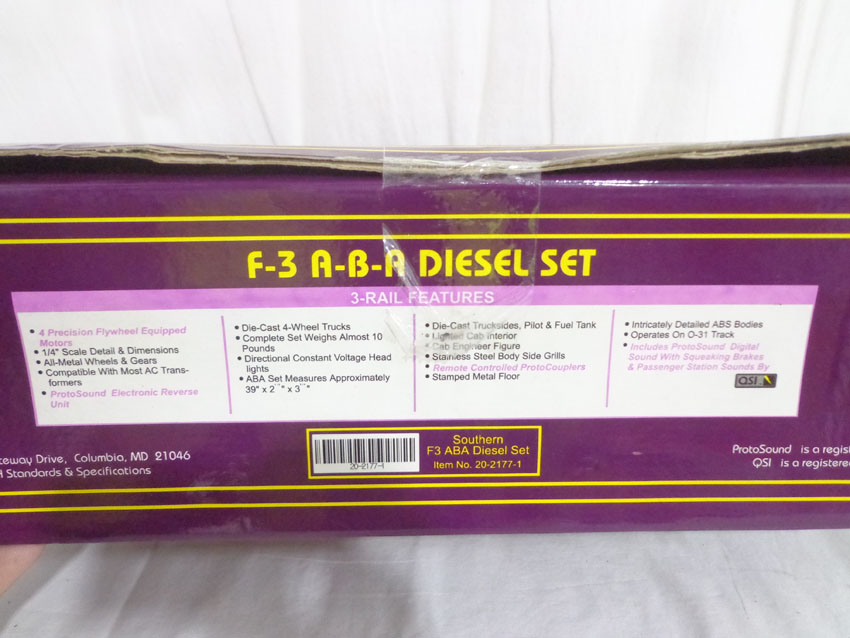 F-3 A-B-A DIESEL SET
3-RAIL FEATURES
• 4 Precision Flywheel Equipped
Motors
• 1/4" Scale Detail & Dimensions
• All-Metal Wheels & Gears
• Compatible With Most AC Trans-
formers
• ProtoSound Electronic Reverse
Unit
• Die-Cast 4-Wheel Trucks
• Complete Set Weighs Almost 10
Pounds
• Directional Constant Voltage Head
lights
• ABA Set Measures Approximately
39" x 2 " x 3 "
• Die-Cast Trucksides, Pilot & Fuel Tank
• Lighted Cab Interior
• Cab Engineer Figure
• Stainless Steel Body Side Grills
• Remote Controlled ProtoCouplers
• Stamped Metal Floor
• Intricately Detailed ABS Bodies
• Operates On O-31 Track
• Includes ProtoSound Digital
Sound With Squeaking Brakes
& Passenger Station Sounds By
QSI
teway Drive, Columbia, MD 21046
Standards & Specifications
20-2177-1
Southern
F3 ABA Diesel Set
Item No. 20-2177-1
ProtoSound is a regist
QSI is a registered